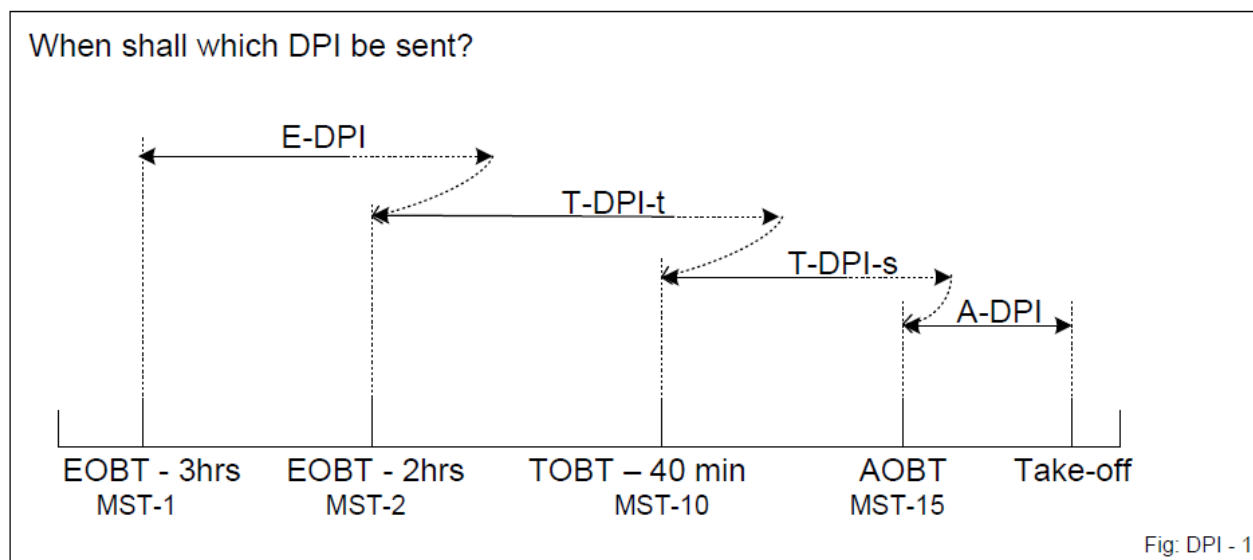 When shall which DPI be sent?
E-DPI
T-DPI-t
T-DPI-s
A-DPI
EOBT - 3hrs EOBT - 2hrs TOBT – 40 min AOBT Take-off
MST-1 MST-2 MST-10 MST-15
Fig: DPI - 1